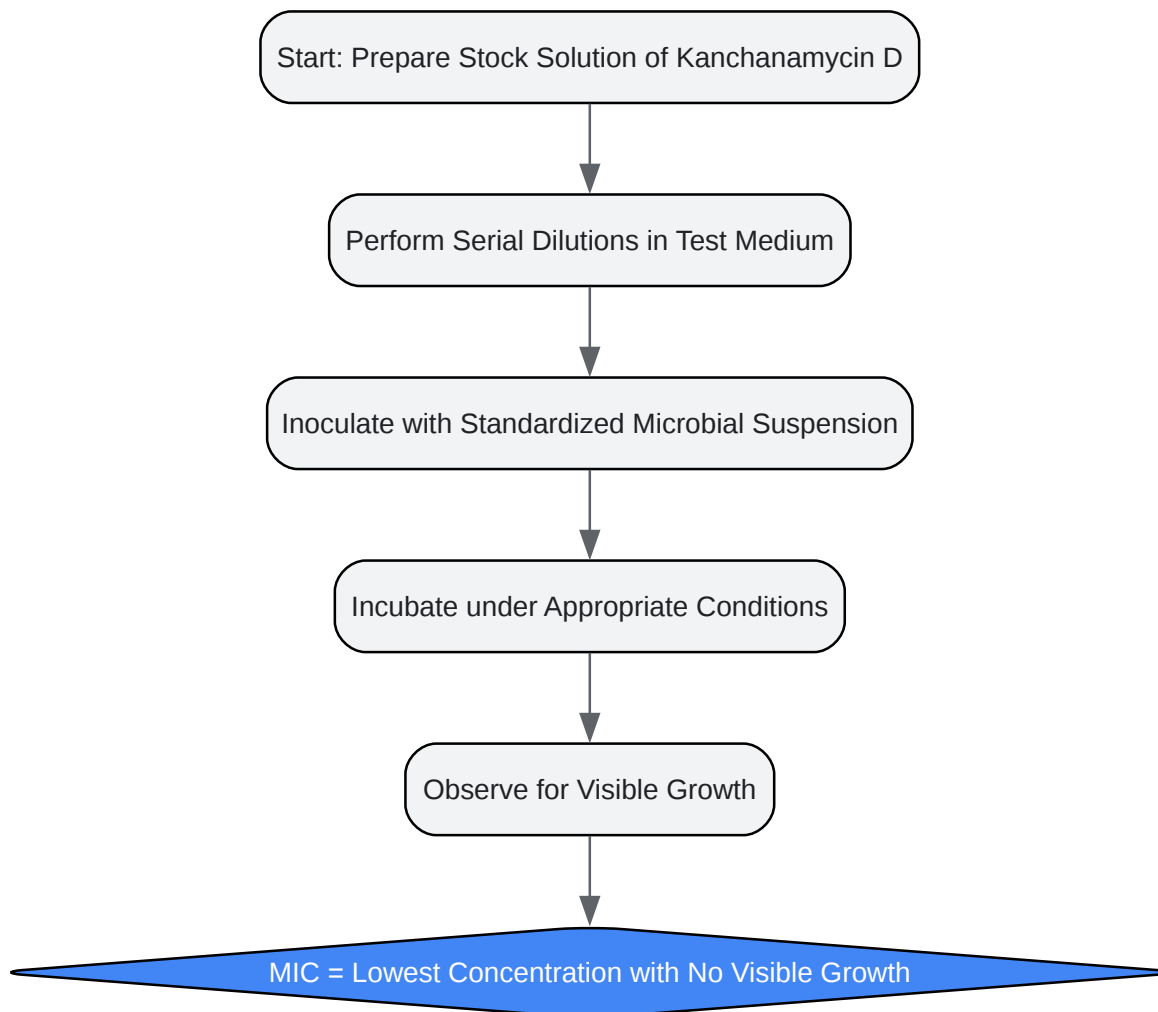 Start: Prepare Stock Solution of Kanchanamycin D
Perform Serial Dilutions in Test Medium
Inoculate with Standardized Microbial Suspension
Incubate under Appropriate Conditions
Observe for Visible Growth
MIC = Lowest Concentration with No Visible Growth